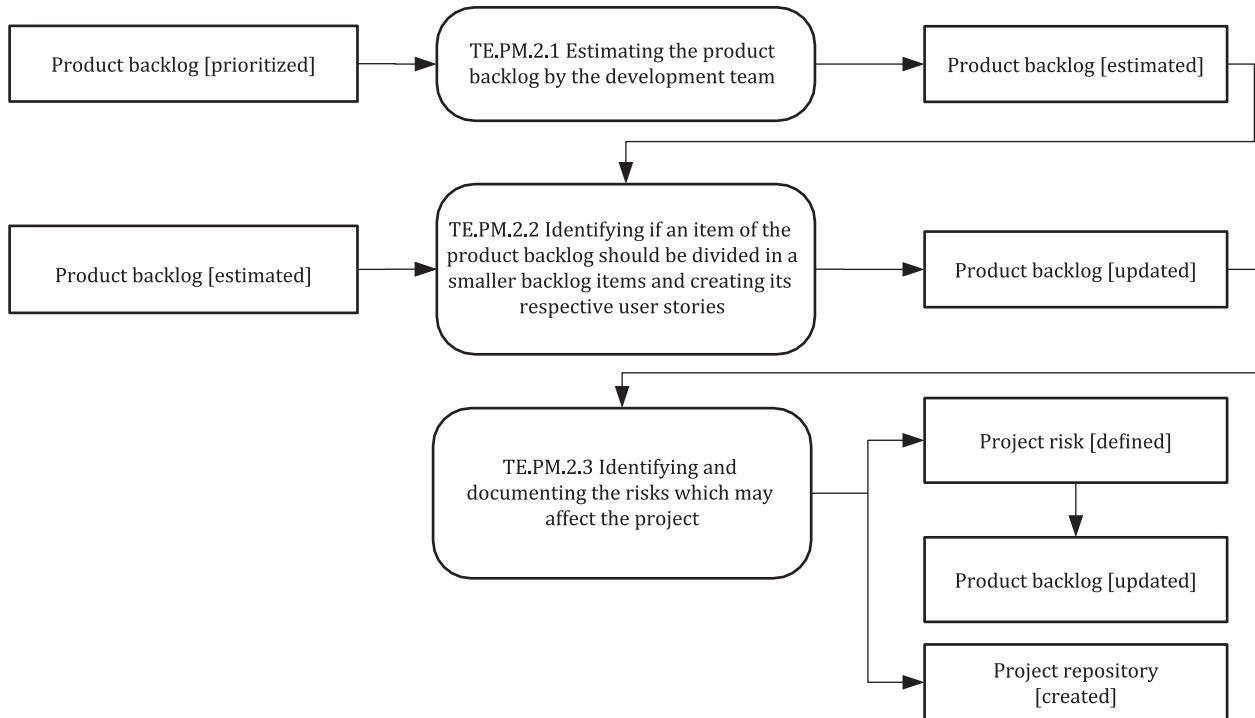 Product backlog [prioritized]
TE.PM.2.1 Estimating the product
backlog by the development team
Product backlog [estimated]
Product backlog [estimated]
TE.PM.2.2 Identifying if an item of the
product backlog should be divided in a
smaller backlog items and creating its
respective user stories
Product backlog [updated]
TE.PM.2.3 Identifying and
documenting the risks which may
affect the project
Project risk [defined]
Product backlog [updated]
Project repository
[created]